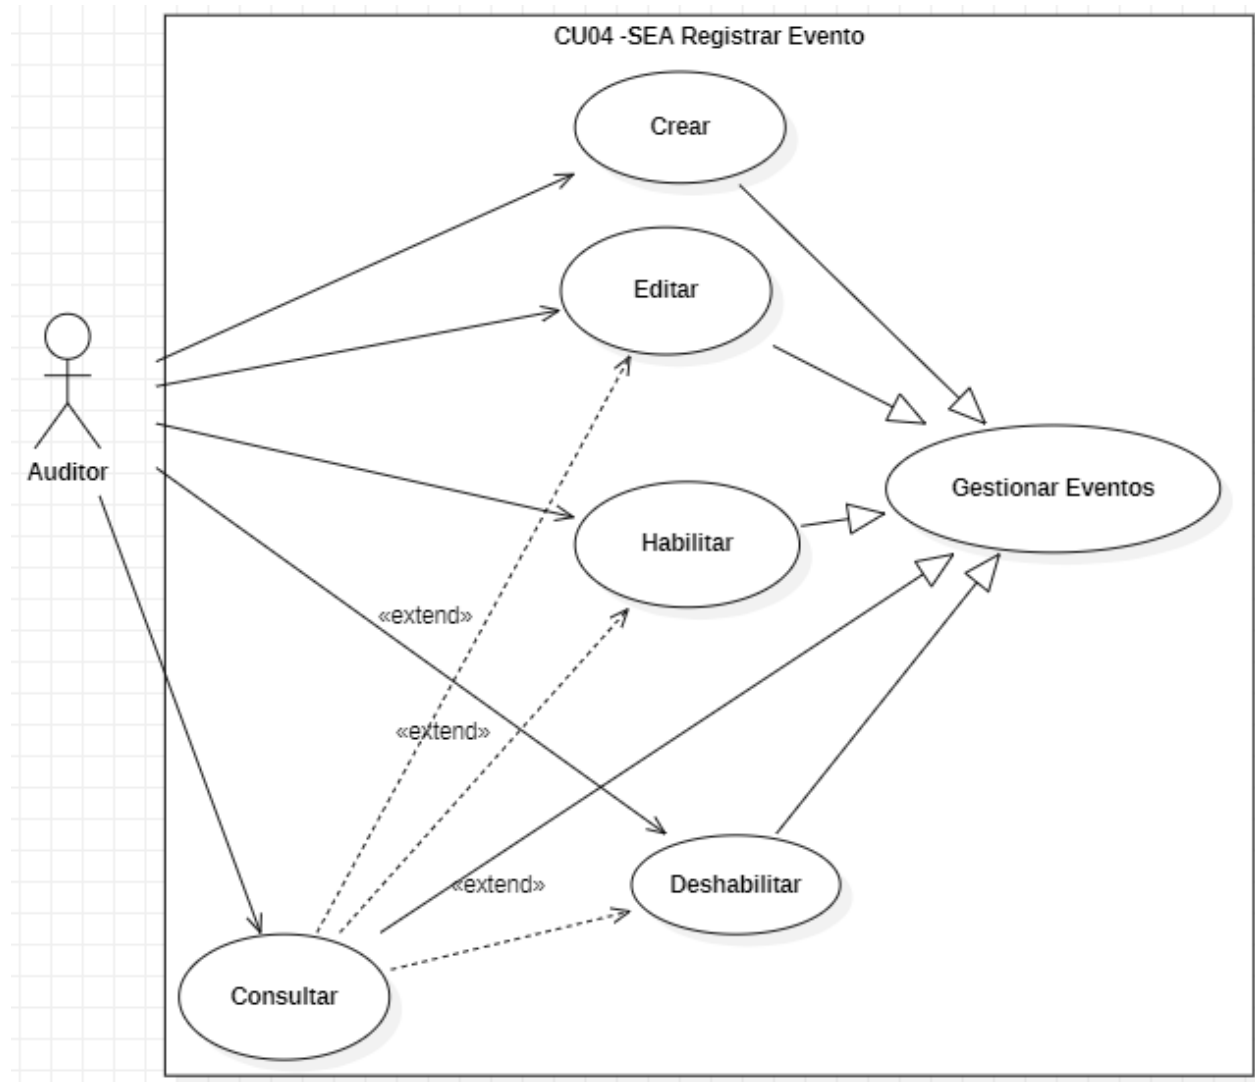 CU04 -SEA Registrar Evento
Crear
Editar
Auditor
Gestionar Eventos
Habilitar
«extend»
«extend»
«extend»
Deshabilitar
Consultar